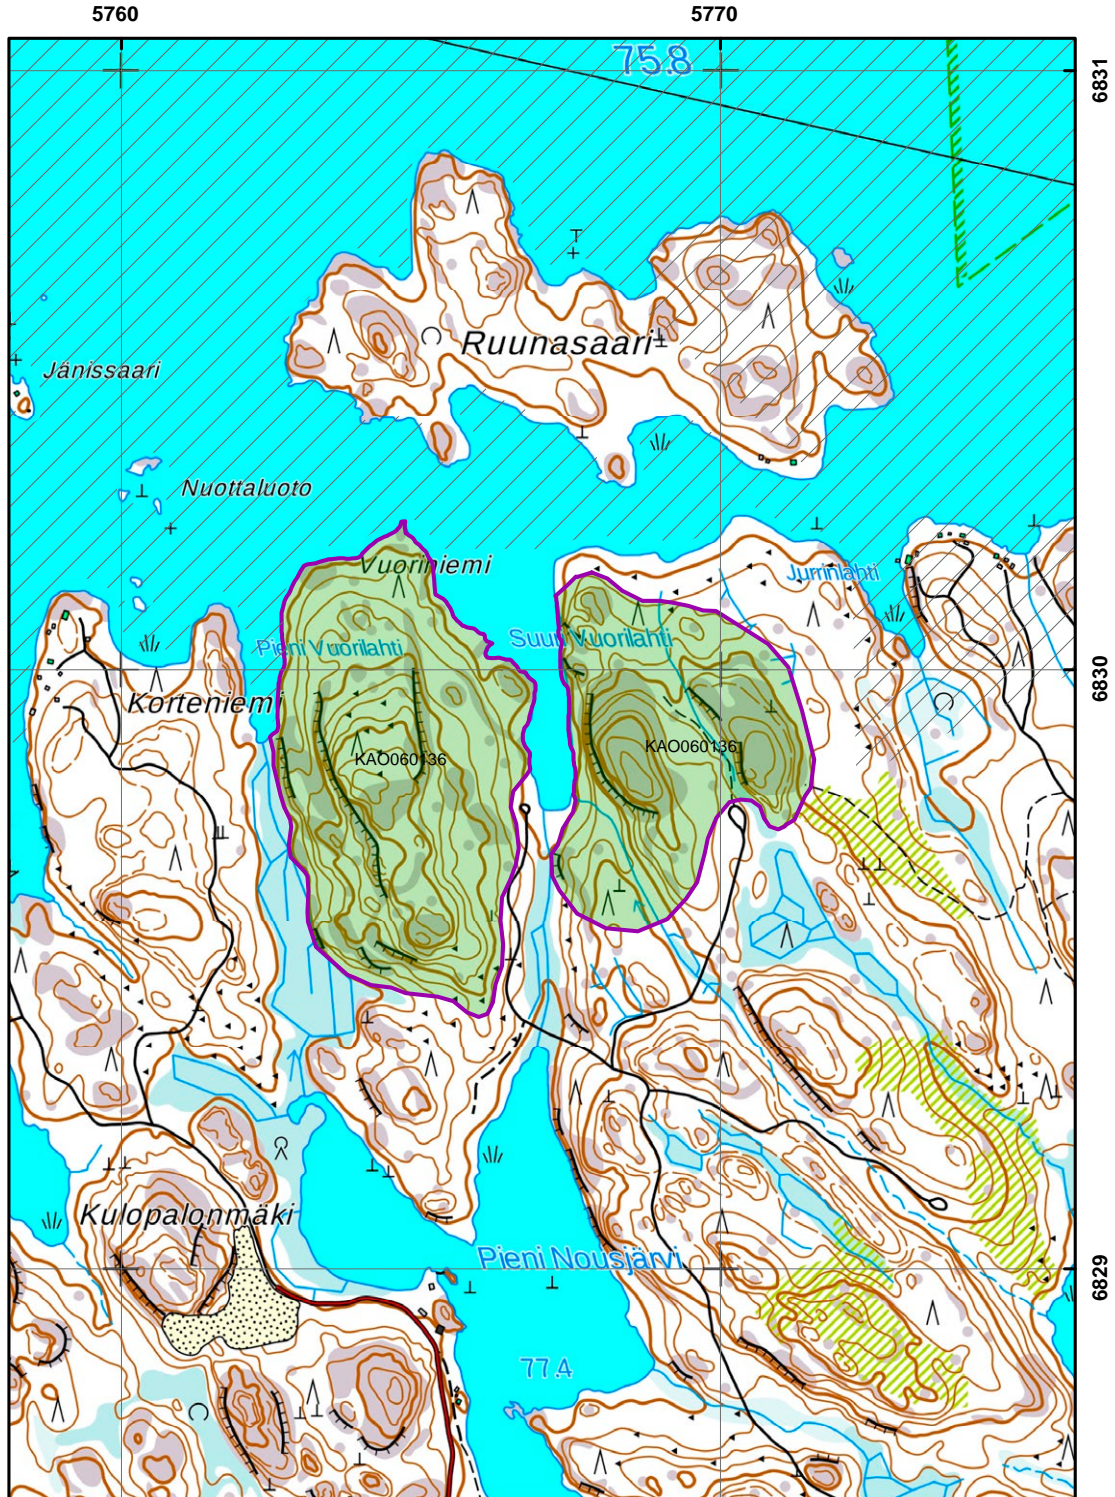 5760
5770
75.8
6831
Ruunasaari
Jänissaari
Nuottaluoto
Vuoriniemi
Jurrinlahti
Pieni Vuorilahti
Suuri Vuorilahti
6830
Korteniemi
KAO060136
KAO060136
Kulopalonmäki
Pieni Nousjärvi
6829
77.4